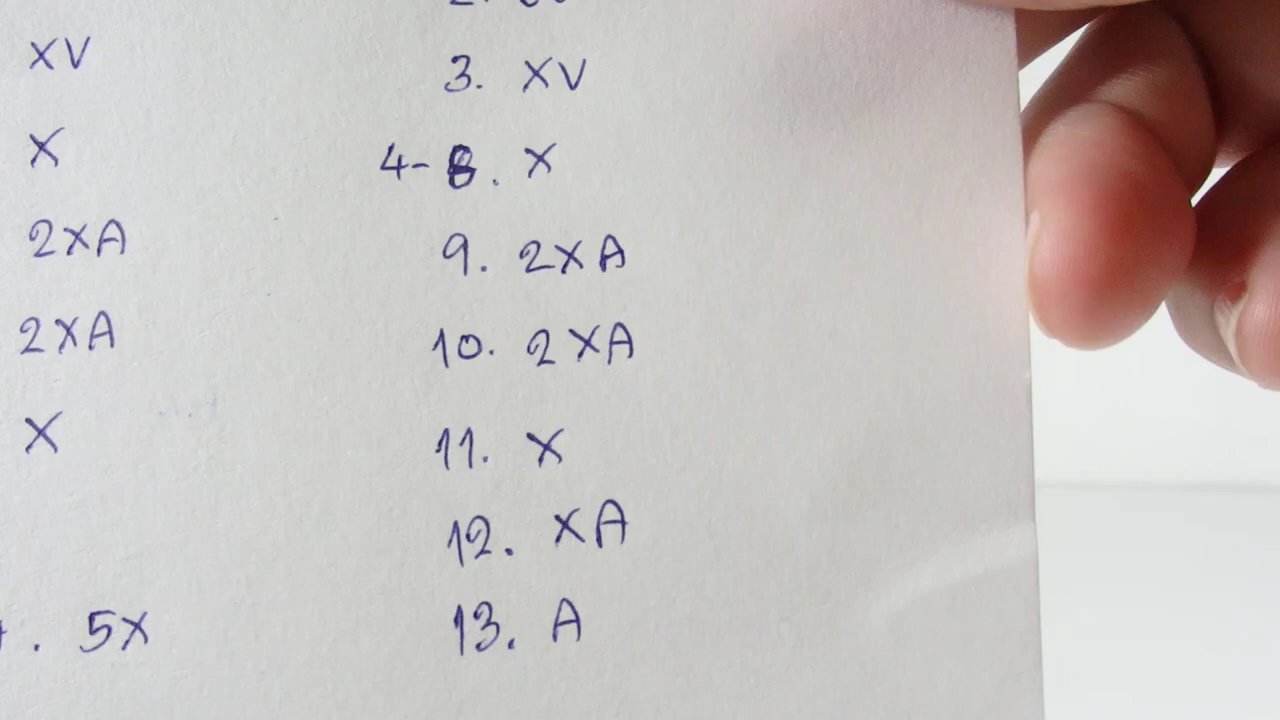 XV
X
2XA
2XA
X
. 5X
3. XV
4-8. X
9. 2XA
10. 2XA
11. X
12. XA
13. A